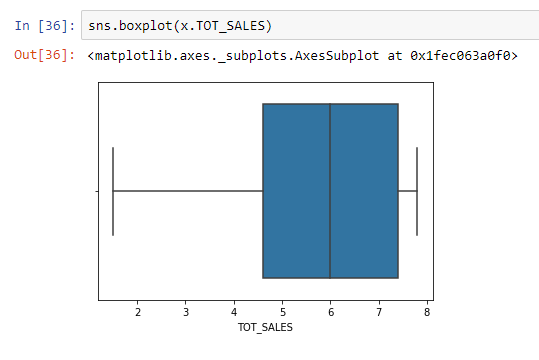 In [36]: sns.boxplot(x.TOT_SALES)
Out[36]: <matplotlib.axes._subplots.AxesSubplot at 0x1fec063a0f0>
2 3 4 5 6 7 8
TOT_SALES